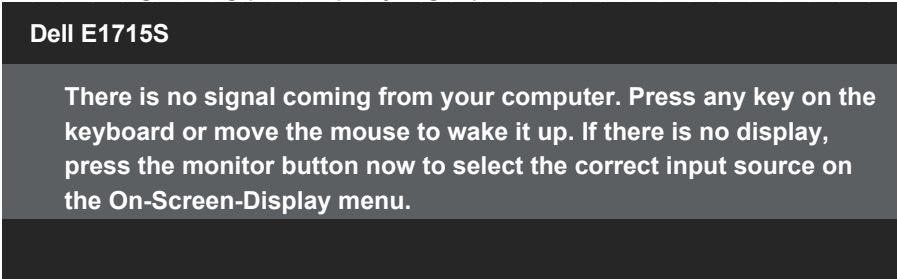 Dell E1715S
There is no signal coming from your computer. Press any key on the
keyboard or move the mouse to wake it up. If there is no display,
press the monitor button now to select the correct input source on
the On-Screen-Display menu.